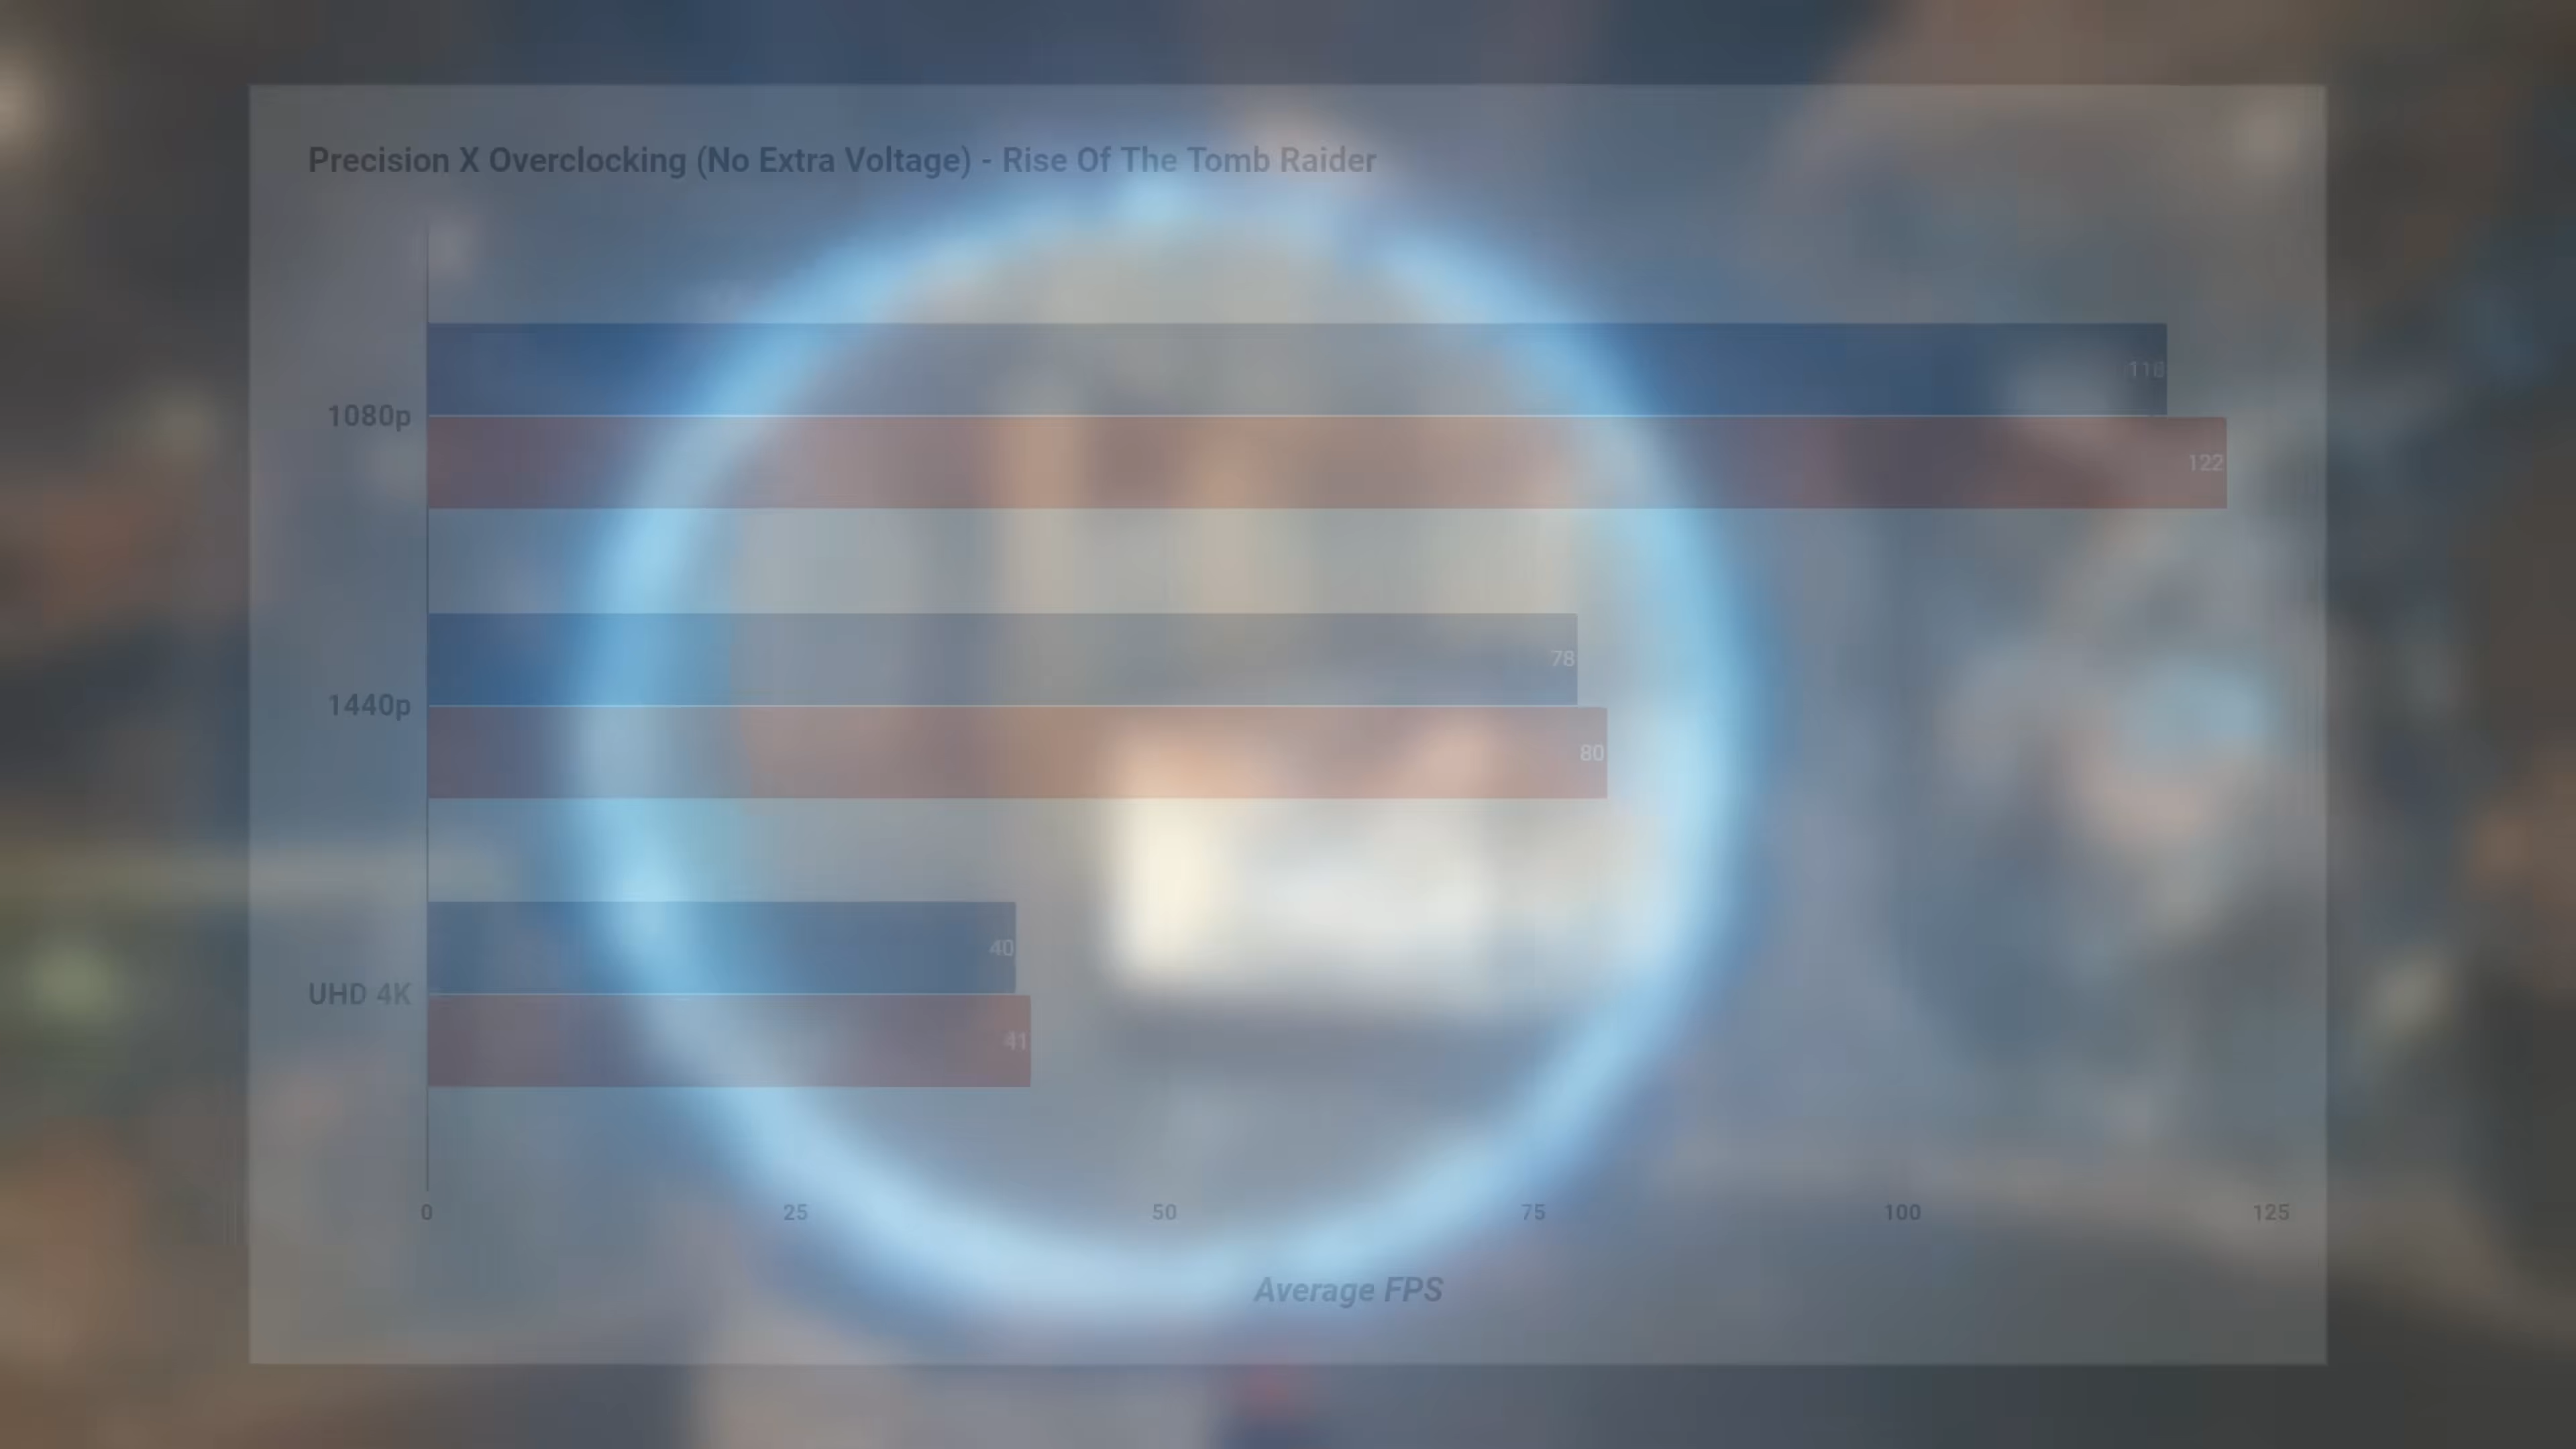 Precision X Overclocking (No Extra Voltage) - Rise Of The Tomb Raider
118
1080p
122
78
1440p
80
40
UHD 4K
41
0 25 50 75 100 125
Average FPS